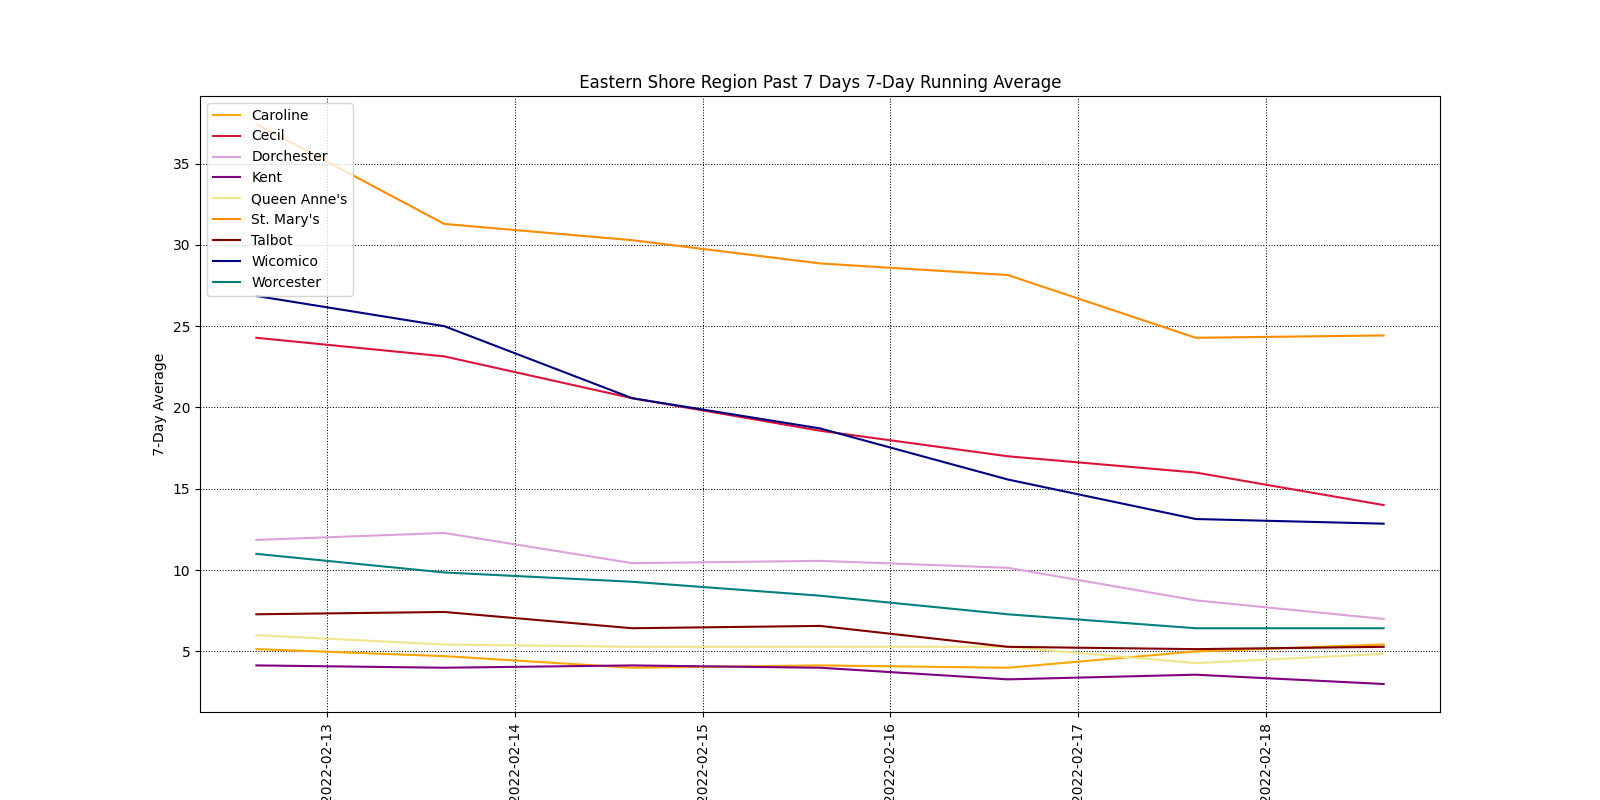 Eastern Shore Region Past 7 Days 7-Day Running Average
Caroline
Cecil
Dorchester
Kent
Queen Anne's
St. Mary's
Talbot
Wicomico
Worcester
7-Day Average
35
30
25
20
15
10
5
2022-02-13
2022-02-14
2022-02-15
2022-02-16
2022-02-17
2022-02-18